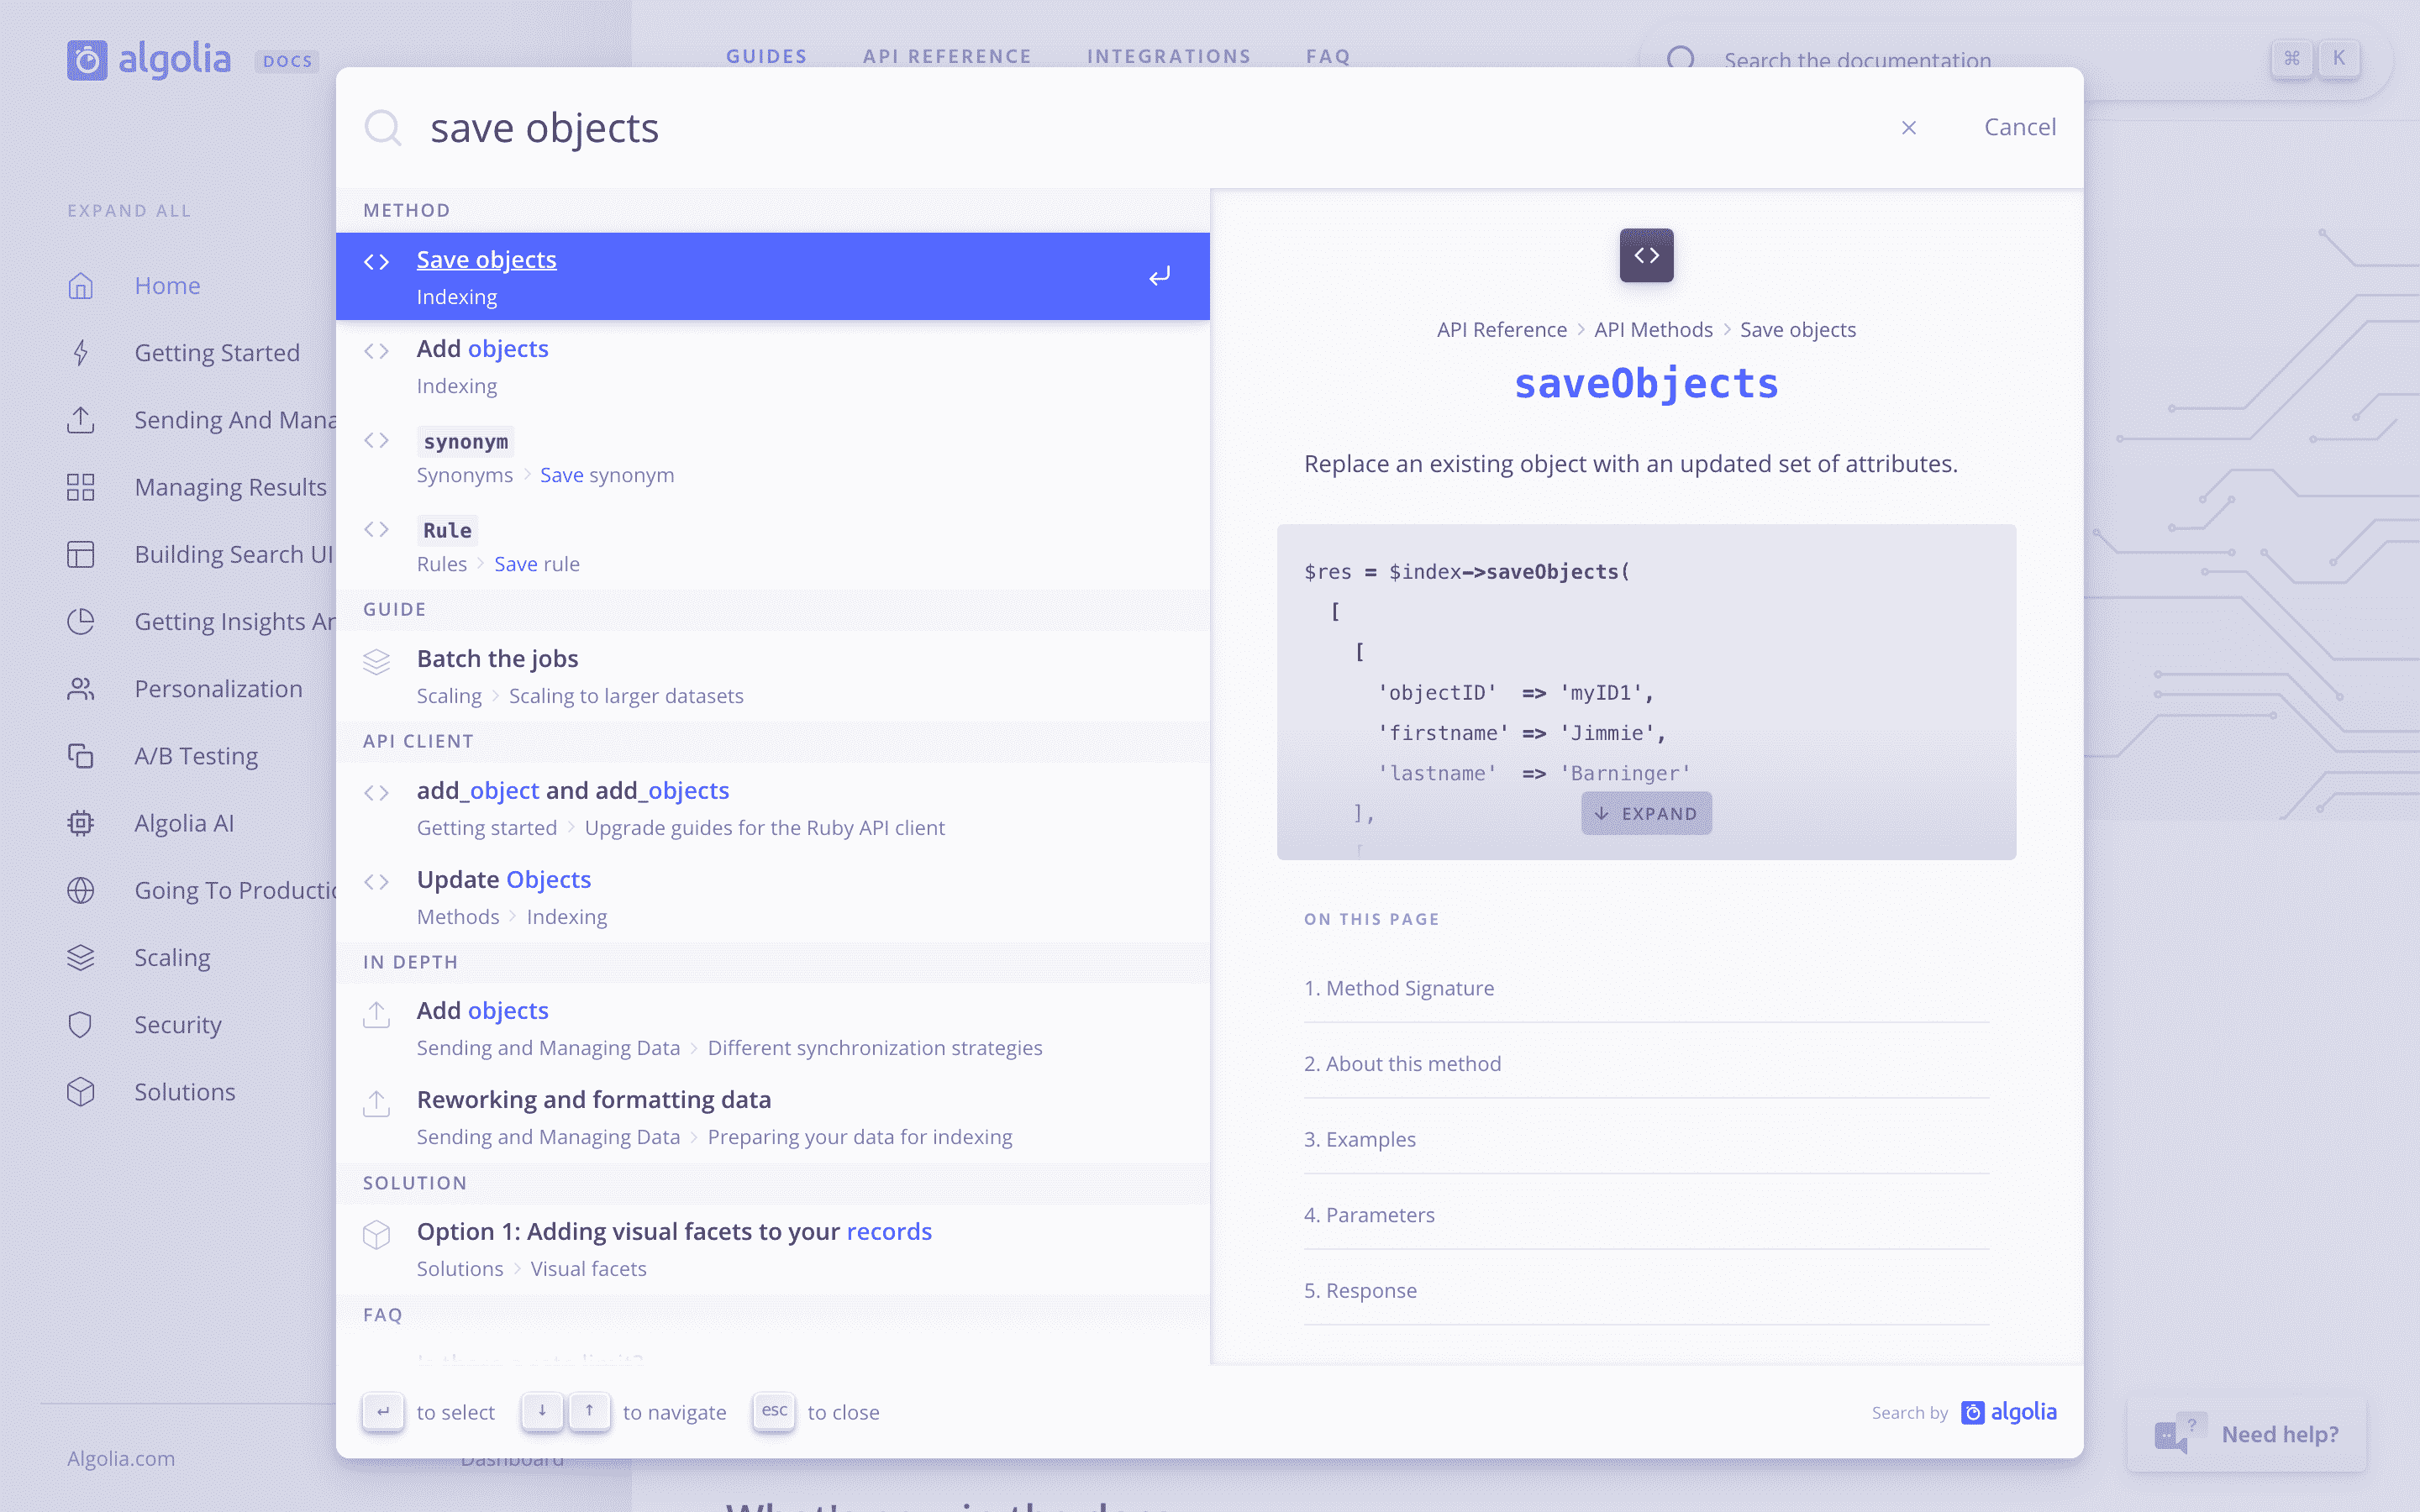 algolia DOCS
GUIDES API REFERENCE INTEGRATIONS FAQ
Search the documentation
⌘ K
EXPAND ALL
Home
Getting Started
Sending And Mana
Managing Results
Building Search UI
Getting Insights An
Personalization
A/B Testing
Algolia AI
Going To Productio
Scaling
Security
Solutions
Algolia.com
Dashboard
save objects
Cancel
METHOD
Save objects
Indexing
Add objects
Indexing
synonym
Synonyms > Save synonym
Rule
Rules > Save rule
GUIDE
Batch the jobs
Scaling > Scaling to larger datasets
API CLIENT
add_object and add_objects
Getting started > Upgrade guides for the Ruby API client
Update Objects
Methods > Indexing
IN DEPTH
Add objects
Sending and Managing Data > Different synchronization strategies
Reworking and formatting data
Sending and Managing Data > Preparing your data for indexing
SOLUTION
Option 1: Adding visual facets to your records
Solutions > Visual facets
FAQ
API Reference > API Methods > Save objects
saveObjects
Replace an existing object with an updated set of attributes.
$res = $index->saveObjects(
[
[
'objectID' => 'myID1',
'firstname' => 'Jimmie',
'lastname' => 'Barninger'
],
[
EXPAND
ON THIS PAGE
1. Method Signature
2. About this method
3. Examples
4. Parameters
5. Response
to select
to navigate
esc to close
Search by algolia
Need help?
What's new in the docs